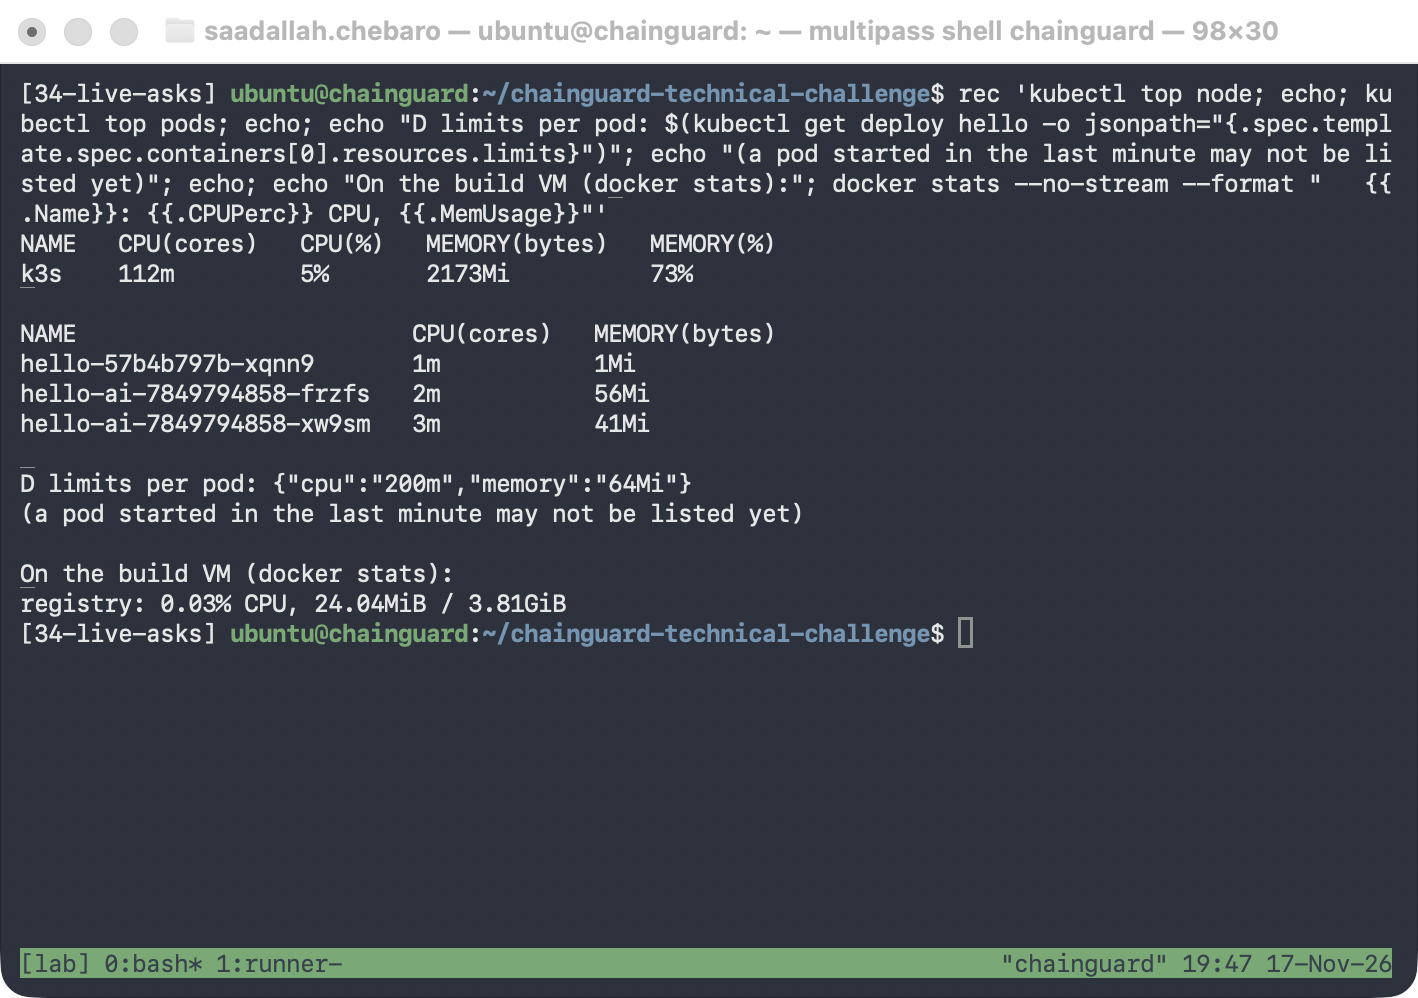 saadallah.chebaro — ubuntu@chainguard: ~ — multipass shell chainguard — 98×30
[34-live-asks] ubuntu@chainguard:~/chainguard-technical-challenge$ rec 'kubectl top node; echo; ku
bectl top pods; echo; echo "D limits per pod: $(kubectl get deploy hello -o jsonpath="{.spec.templ
ate.spec.containers[0].resources.limits}")"; echo "(a pod started in the last minute may not be li
sted yet)"; echo; echo "On the build VM (docker stats):"; docker stats --no-stream --format "   {{
.Name}}: {{.CPUPerc}} CPU, {{.MemUsage}}"'
NAME   CPU(cores)   CPU(%)   MEMORY(bytes)   MEMORY(%)
k3s    112m         5%       2173Mi          73%
NAME                        CPU(cores)   MEMORY(bytes)
hello-57b4b797b-xqnn9       1m           1Mi
hello-ai-7849794858-frzfs   2m           56Mi
hello-ai-7849794858-xw9sm   3m           41Mi
D limits per pod: {"cpu":"200m","memory":"64Mi"}
(a pod started in the last minute may not be listed yet)
On the build VM (docker stats):
registry: 0.03% CPU, 24.04MiB / 3.81GiB
[34-live-asks] ubuntu@chainguard:~/chainguard-technical-challenge$
[lab] 0:bash* 1:runner- "chainguard" 19:47 17-Nov-26